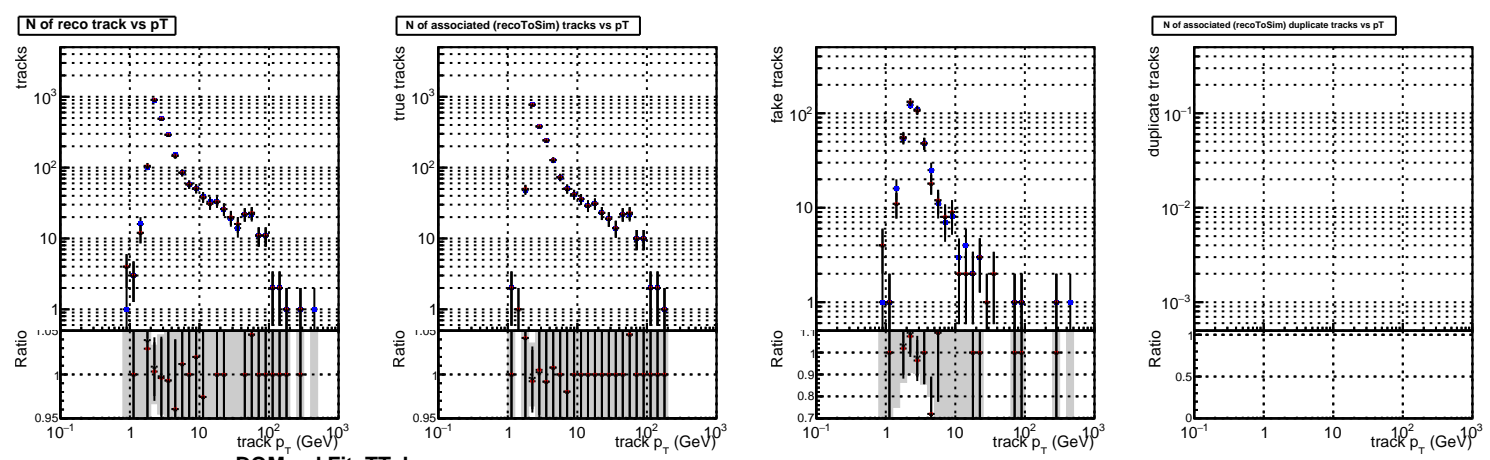 N of reco track vs pT
N of associated (recoToSim) tracks vs pT
N of associated (recoToSim) duplicate tracks vs pT
tracks
10³
10²
10
1
Ratio
1.05
1
0.95
10⁻¹ 1 10 10² 10³
track p_T (GeV)
true tracks
10³
10²
10
1
Ratio
1.05
1
0.95
10⁻¹ 1 10 10² 10³
track p_T (GeV)
fake tracks
10²
10
1
Ratio
1.1
1
0.9
0.8
0.7
10⁻¹ 1 10 10² 10³
track p_T (GeV)
duplicate tracks
10⁻¹
10⁻²
10⁻³
Ratio
1
0.5
0
10⁻¹ 1 10 10² 10³
track p_T (GeV)